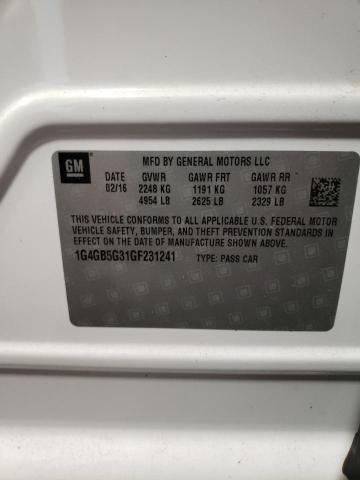 GM
MFD BY GENERAL MOTORS LLC
DATE GVWR GAWR FRT GAWR RR
02/16 2248 KG 1191 KG 1057 KG
4954 LB 2625 LB 2329 LB
THIS VEHICLE CONFORMS TO ALL APPLICABLE U.S. FEDERAL MOTOR
VEHICLE SAFETY, BUMPER, AND THEFT PREVENTION STANDARDS
IN EFFECT ON THE DATE OF MANUFACTURE SHOWN ABOVE.
1G4GB5G31GF231241 TYPE: PASS CAR